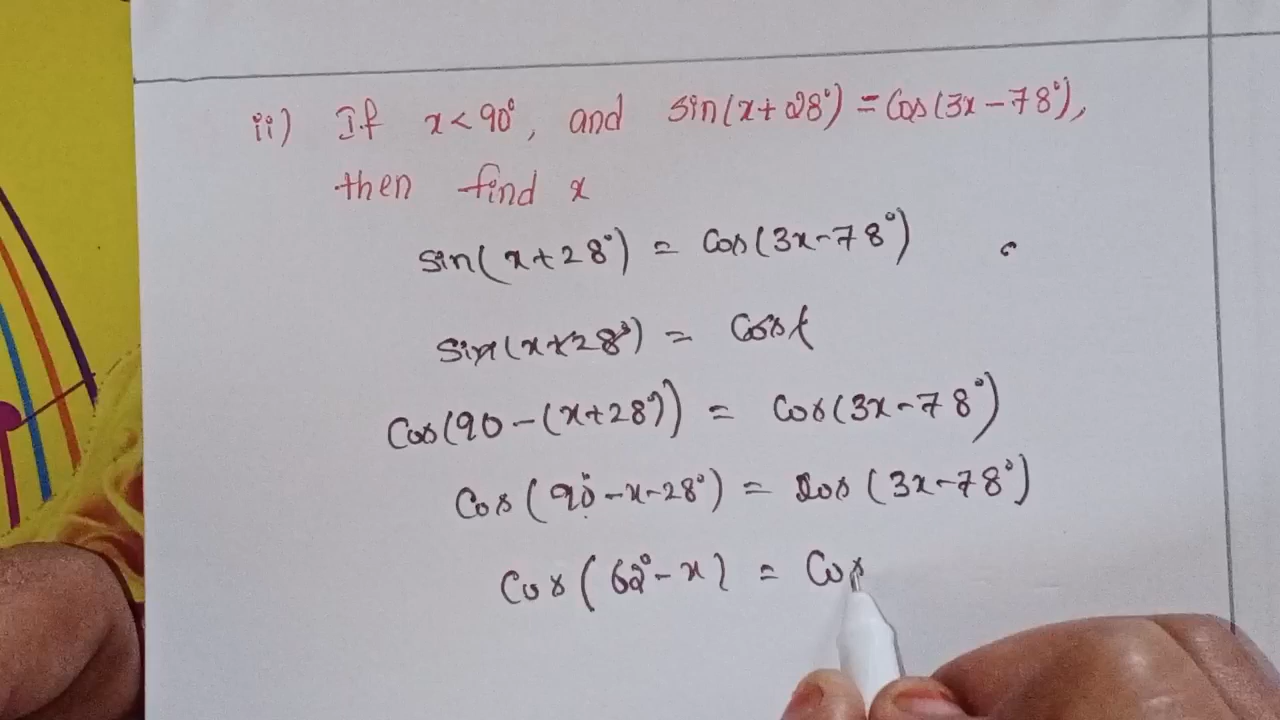 ii) If x < 90°, and sin(x + 28°) = Cos(3x - 78°),
then find x
sin(x + 28°) = Cos(3x - 78°)
sin(x + 28°) = Cos(
Cos(90 - (x + 28°)) = Cos(3x - 78°)
Cos(90° - x - 28°) = Cos(3x - 78°)
Cos(62° - x) = Cos